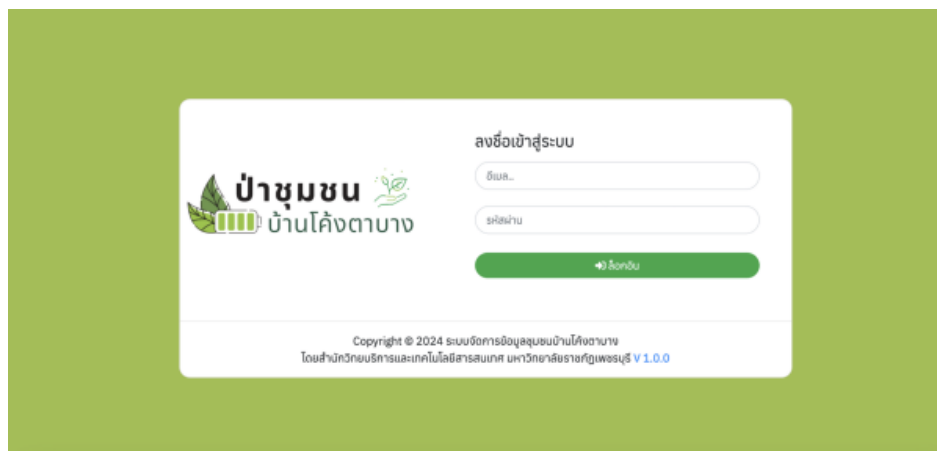 ลงชื่อเข้าสู่ระบบ
อีเมล..
รหัสผ่าน
ล็อกอิน
ป่าชุมชน
บ้านโค้งตาบาง
Copyright © 2024 ระบบจัดการข้อมูลชุมชนบ้านโค้งตาบาง
โดยสำนักวิทยบริการและเทคโนโลยีสารสนเทศ มหาวิทยาลัยราชภัฏเพชรบุรี V 1.0.0